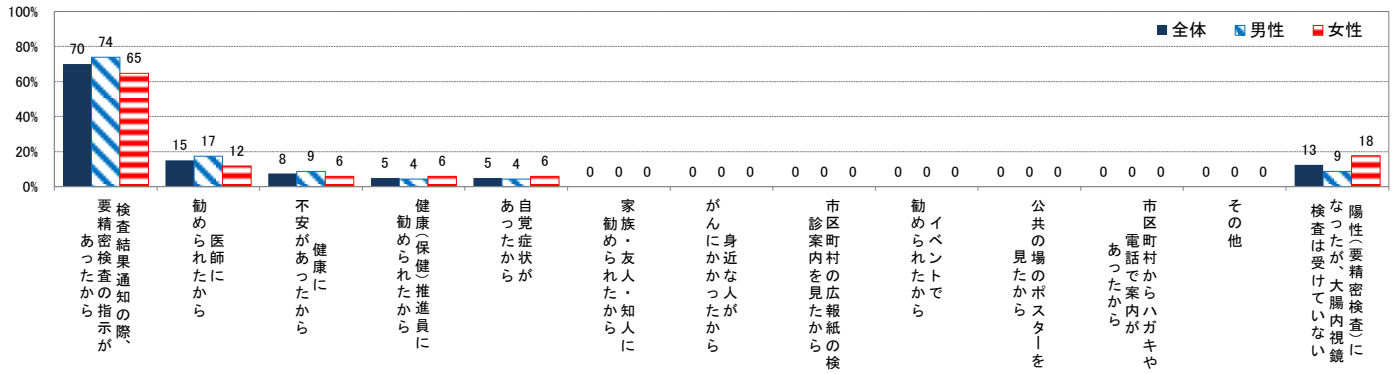 100%
80%
60%
40%
20%
0%
全体 男性 女性
70 74 65
15 17 12
8 9 6
5 4 6
5 4 6
0 0 0
0 0 0
0 0 0
0 0 0
0 0 0
0 0 0
0 0 0
13 9 18
検査結果通知の際、
要精密検査の指示が
あったから
医師に
勧められたから
健康に
不安があったから
健康(保健)推進員に
勧められたから
自覚症状が
あったから
家族・友人・知人に
勧められたから
身近な人が
がんにかかったから
市区町村の広報紙の検
診案内を見たから
イベントで
勧められたから
公共の場のポスターを
見たから
市区町村からハガキや
電話で案内が
あったから
その他
陽性(要精密検査)に
なったが、大腸内視鏡
検査は受けていない